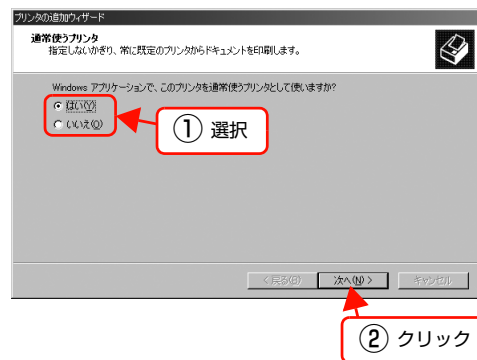 プリンタの追加ウィザード
通常使うプリンタ
指定しないかぎり、常に既定のプリンタからドキュメントを印刷します。
Windows アプリケーションで、このプリンタを通常使うプリンタとして使いますか?
はい(Y)
いいえ(O)
① 選択
< 戻る(B)
次へ(N) >
キャンセル
② クリック